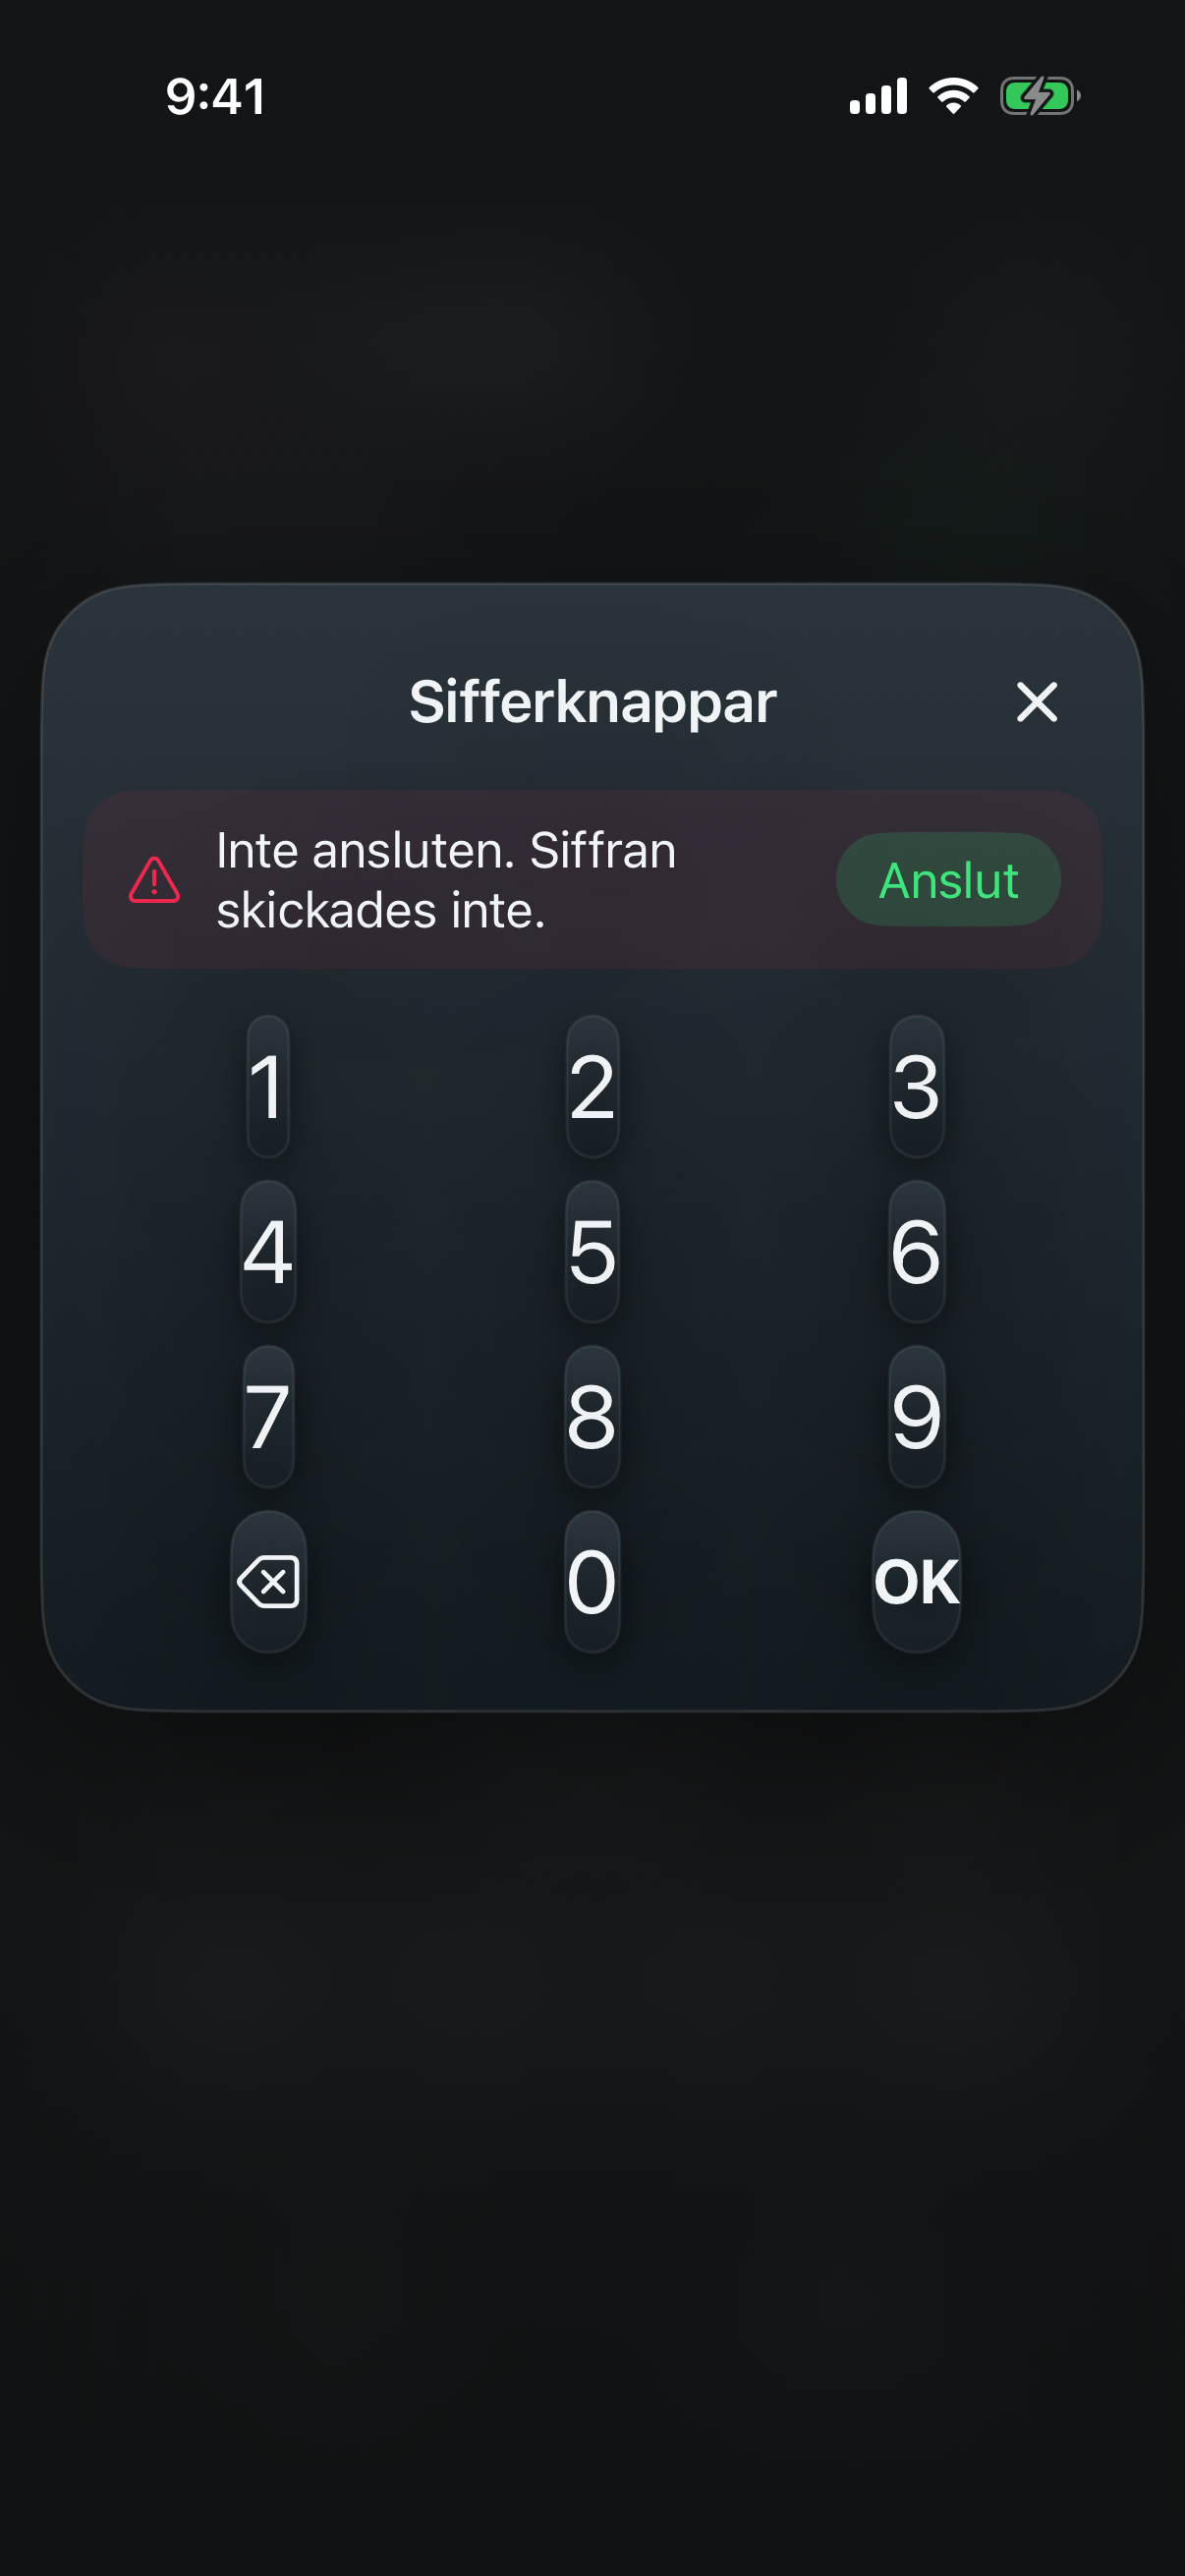 9:41
Sifferknappar
Inte ansluten. Siffran
skickades inte.
Anslut
1 2 3
4 5 6
7 8 9
0 OK